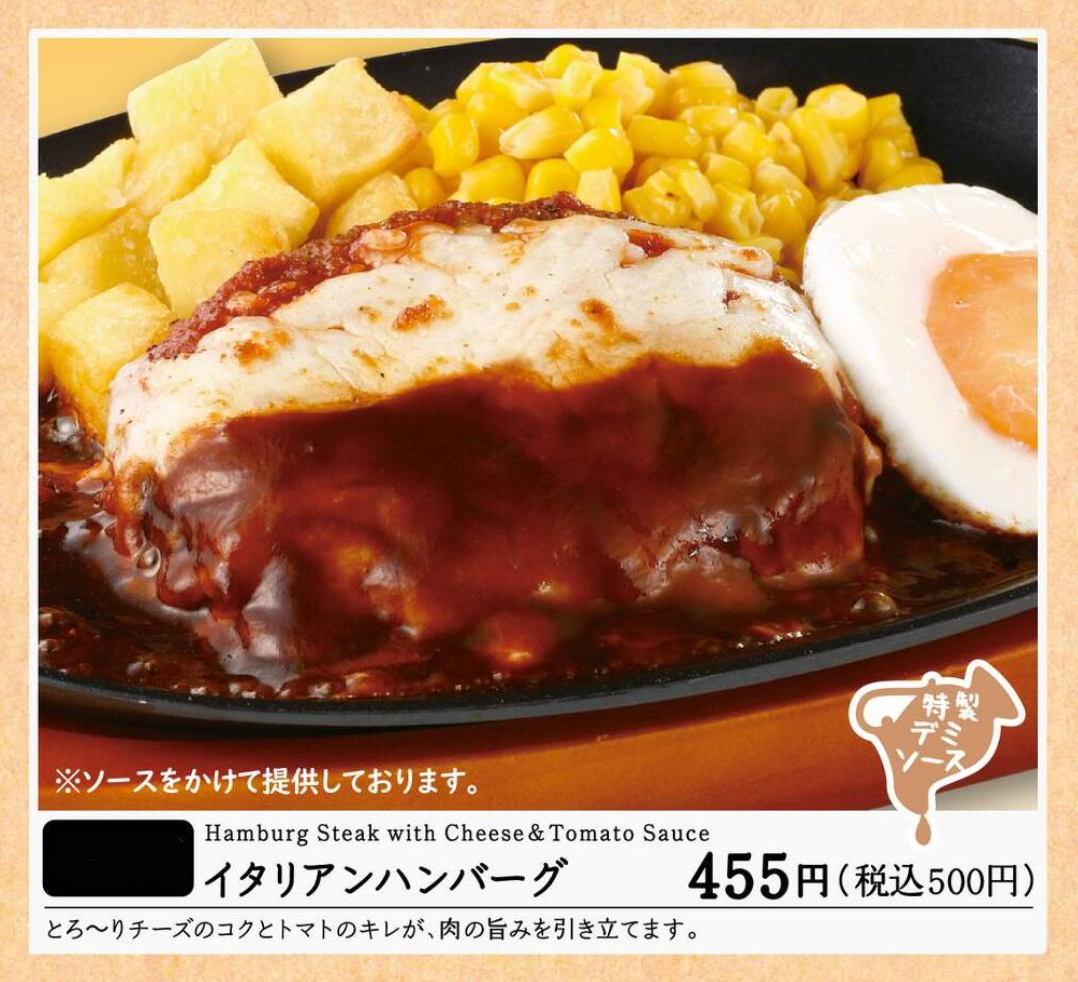 特製
デミ
ソース
※ソースをかけて提供しております。
Hamburg Steak with Cheese&Tomato Sauce
イタリアンハンバーグ 455円(税込500円)
とろ〜りチーズのコクとトマトのキレが、肉の旨みを引き立てます。